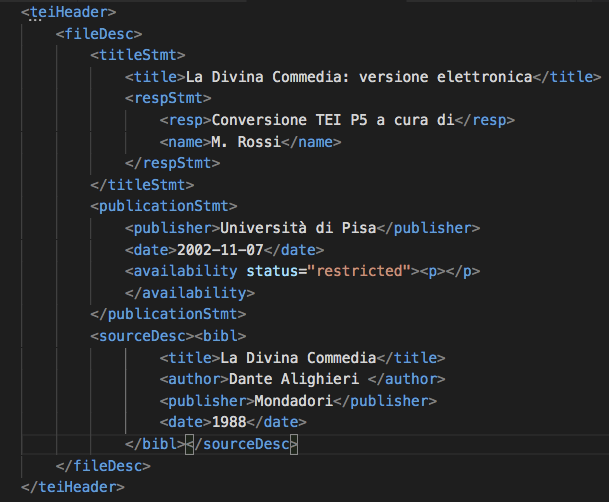 <teiHeader>
<fileDesc>
<titleStmt>
<title>La Divina Commedia: versione elettronica</title>
<respStmt>
<resp>Conversione TEI P5 a cura di</resp>
<name>M. Rossi</name>
</respStmt>
</titleStmt>
<publicationStmt>
<publisher>Università di Pisa</publisher>
<date>2002-11-07</date>
<availability status="restricted"><p></p>
</availability>
</publicationStmt>
<sourceDesc><bibl>
<title>La Divina Commedia</title>
<author>Dante Alighieri </author>
<publisher>Mondadori</publisher>
<date>1988</date>
</bibl></sourceDesc>
</fileDesc>
</teiHeader>